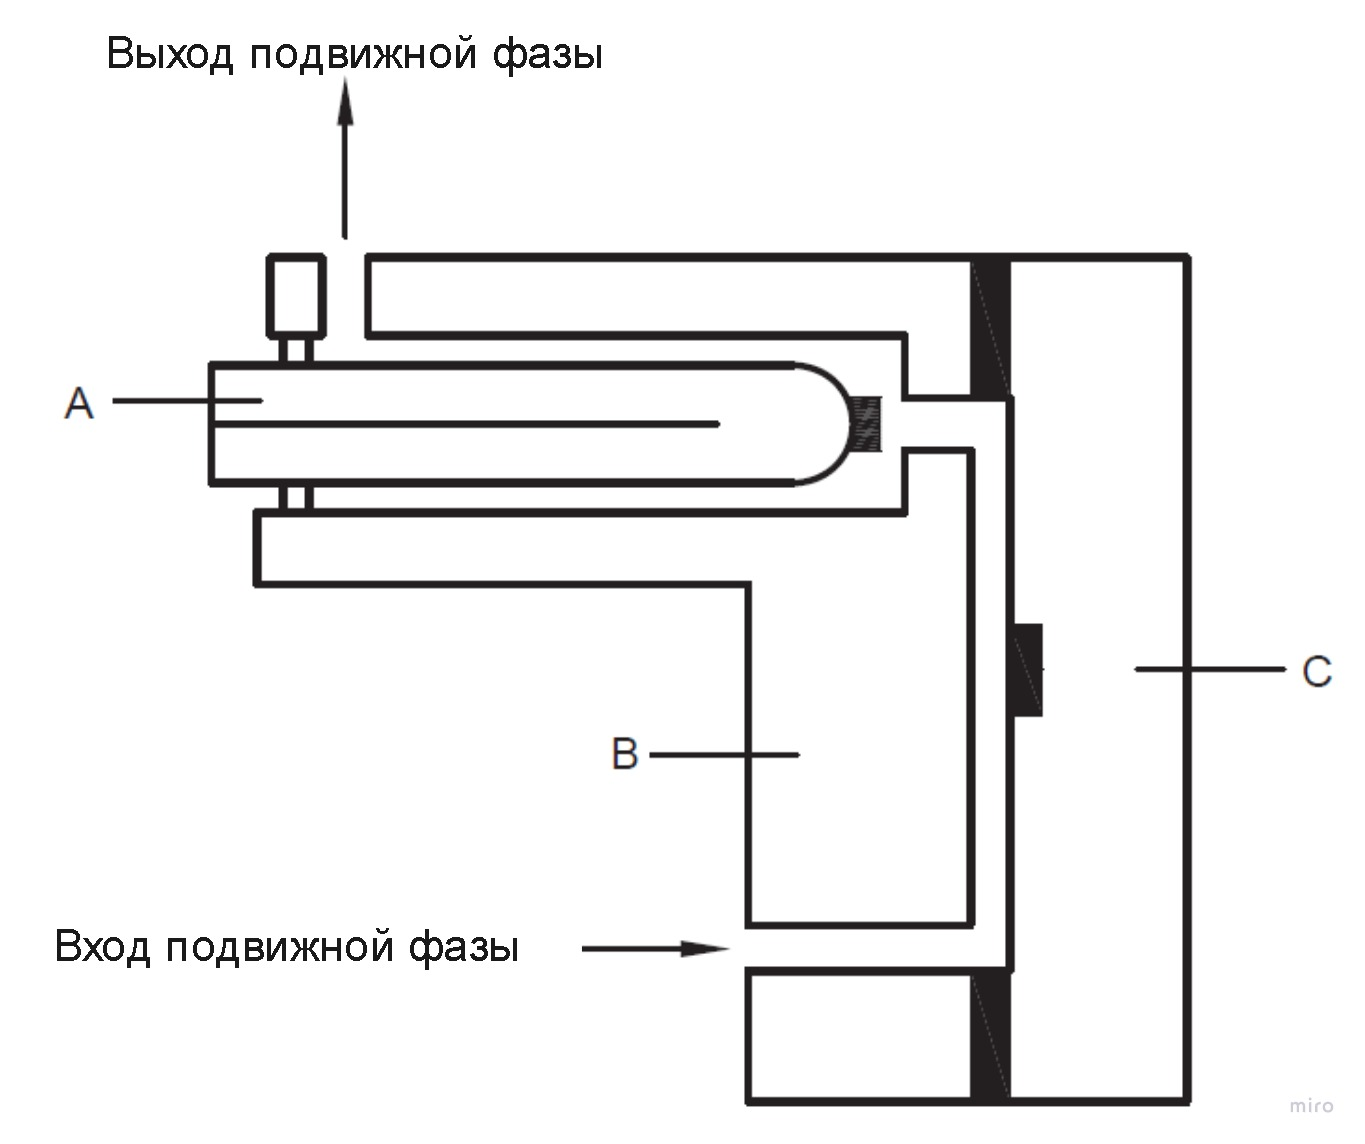 Выход подвижной фазы
A
C
B
Вход подвижной фазы
miro